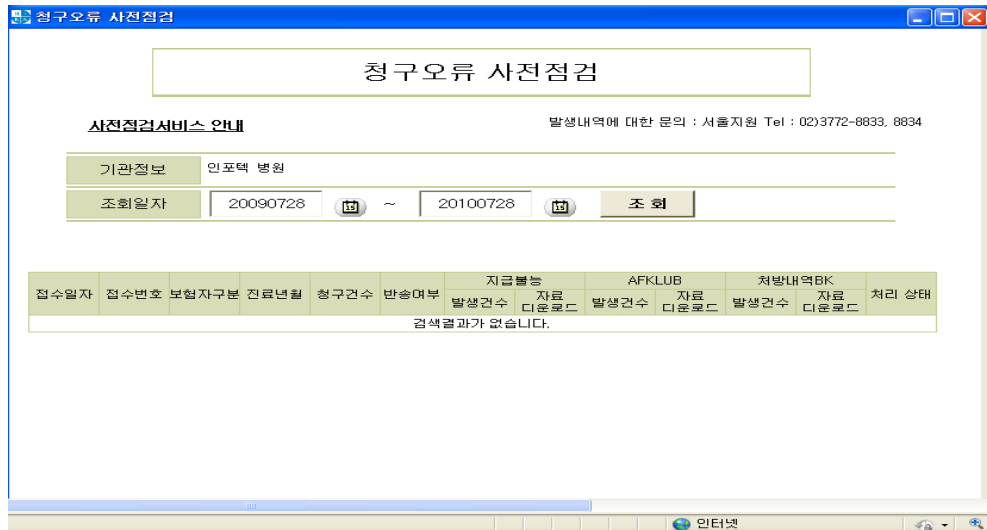 청구오류 사전점검
청구오류 사전점검
사전점검서비스 안내
발생내역에 대한 문의 : 서울지원 Tel : 02)3772-8833, 8834
기관정보 인포텍 병원
조회일자 20090728 ~ 20100728 조 회
접수일자 접수번호 보험자구분 진료년월 청구건수 반송여부 지급불능 AFKLUB 처방내역BK 처리 상태
발생건수 자료 다운로드 발생건수 자료 다운로드 발생건수 자료 다운로드
검색결과가 없습니다.
인터넷